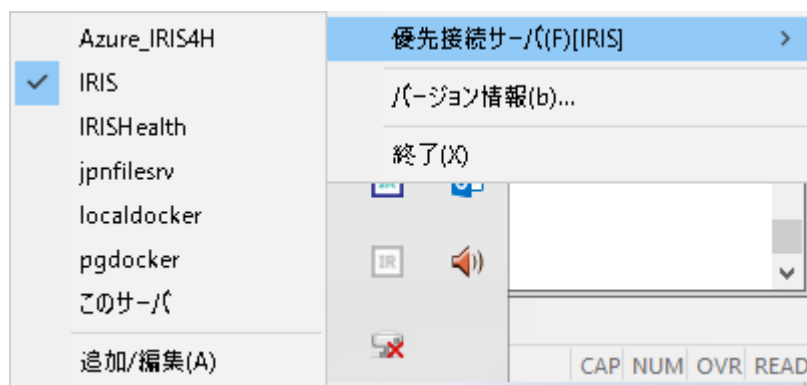 Azure_IRIS4H
IRIS
IRISHealth
jpnfilesrv
localdocker
pgdocker
このサーバ
追加/編集(A)
優先接続サーバ(F)[IRIS]
バージョン情報(b)...
終了(X)
IR
CAP NUM OVR READ